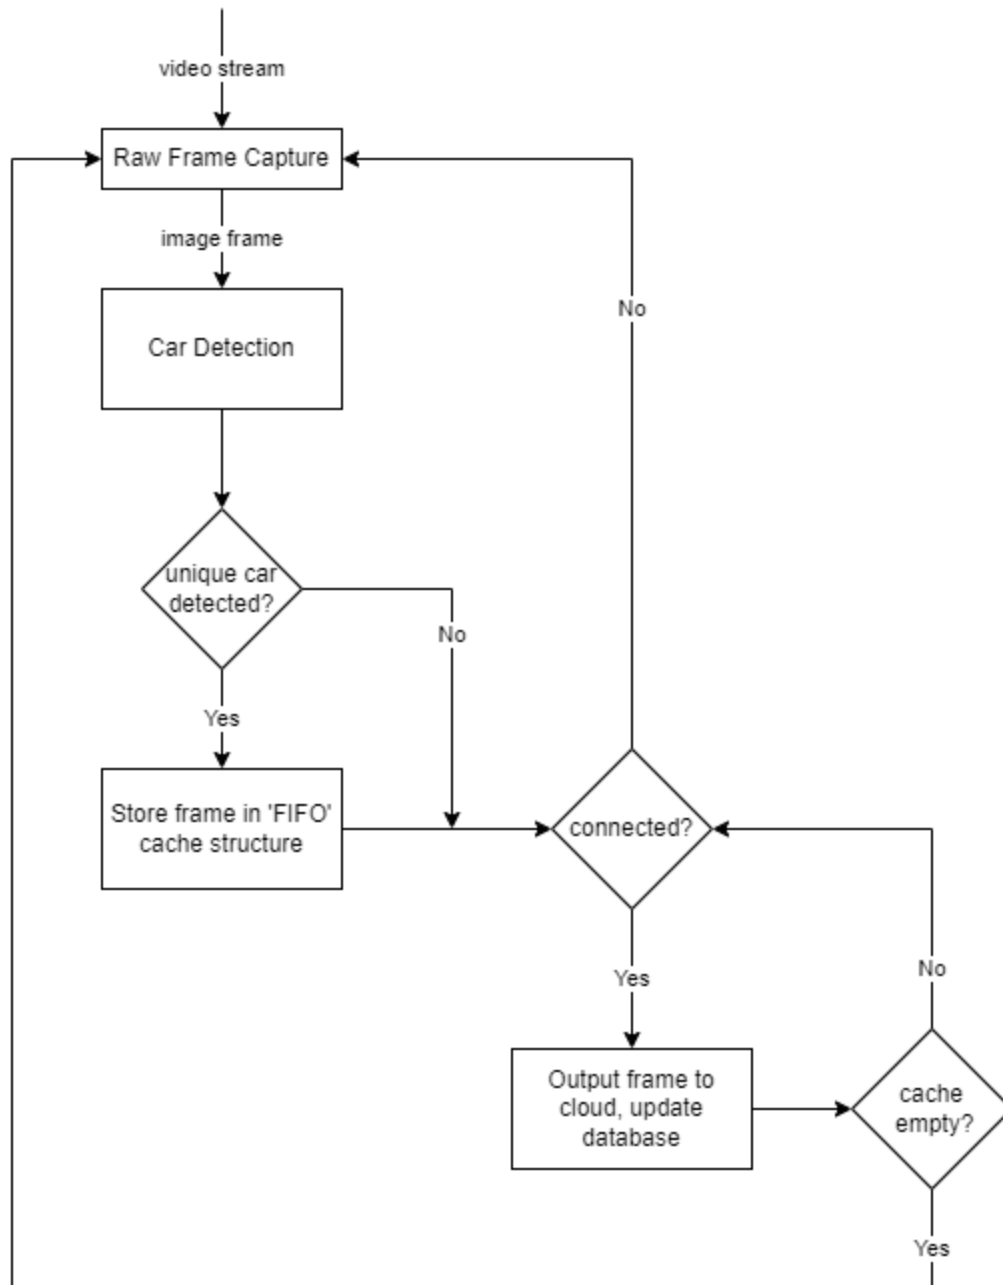 video stream
Raw Frame Capture
image frame
Car Detection
No
unique car
detected?
No
Yes
Store frame in 'FIFO'
cache structure
connected?
Yes
No
Output frame to
cloud, update
database
cache
empty?
Yes